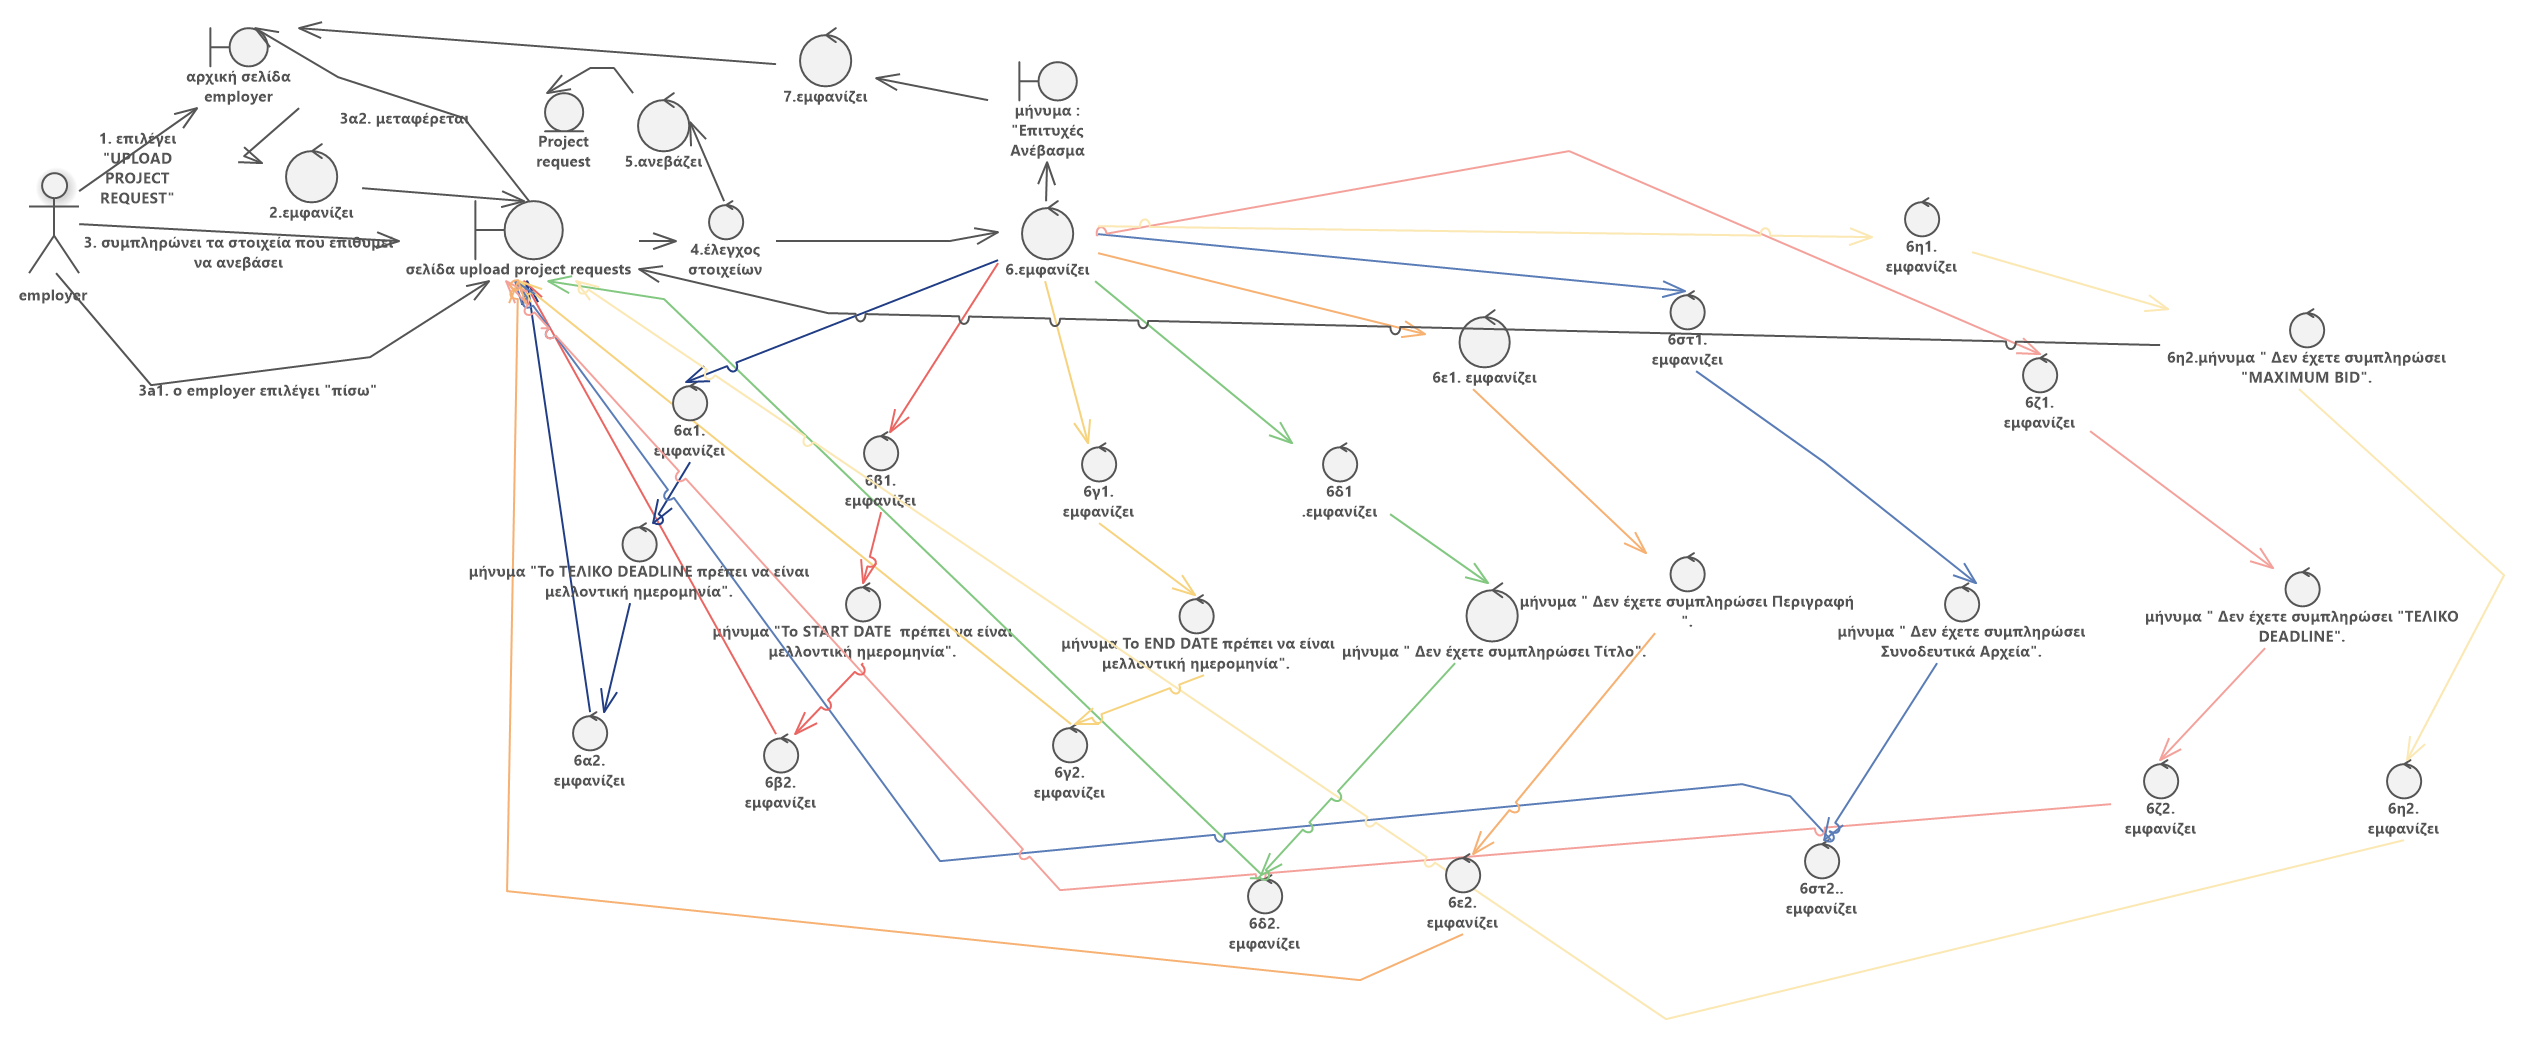 αρχική σελίδα
employer
7.εμφανίζει
μήνυμα :
"Επιτυχές
Ανέβασμα
3α2. μεταφέρεται
Project
request
5.ανεβάζει
1. επιλέγει
"UPLOAD
PROJECT
REQUEST"
2.εμφανίζει
3. συμπληρώνει τα στοιχεία που επιθυμεί
να ανεβάσει
employer
σελίδα upload project requests
4.έλεγχος
στοιχείων
6.εμφανίζει
3a1. ο employer επιλέγει "πίσω"
6η1.
εμφανίζει
6στ1.
εμφανιζει
6ε1. εμφανίζει
6η2.μήνυμα " Δεν έχετε συμπληρώσει
"MAXIMUM BID".
6ζ1.
εμφανίζει
6α1.
εμφανίζει
6β1.
εμφανίζει
6γ1.
εμφανίζει
6δ1
.εμφανίζει
μήνυμα "Το ΤΕΛΙΚΟ DEADLINE πρέπει να είναι
μελλοντική ημερομηνία".
μήνυμα "Το START DATE  πρέπει να είναι
μελλοντική ημερομηνία".
μήνυμα Το END DATE πρέπει να είναι
μελλοντική ημερομηνία".
μήνυμα " Δεν έχετε συμπληρώσει Τίτλο".
μήνυμα " Δεν έχετε συμπληρώσει Περιγραφή
".
μήνυμα " Δεν έχετε συμπληρώσει
Συνοδευτικά Αρχεία".
μήνυμα " Δεν έχετε συμπληρώσει "ΤΕΛΙΚΟ
DEADLINE".
6α2.
εμφανίζει
6β2.
εμφανίζει
6γ2.
εμφανίζει
6δ2.
εμφανίζει
6ε2.
εμφανίζει
6στ2..
εμφανίζει
6ζ2.
εμφανίζει
6η2.
εμφανίζει